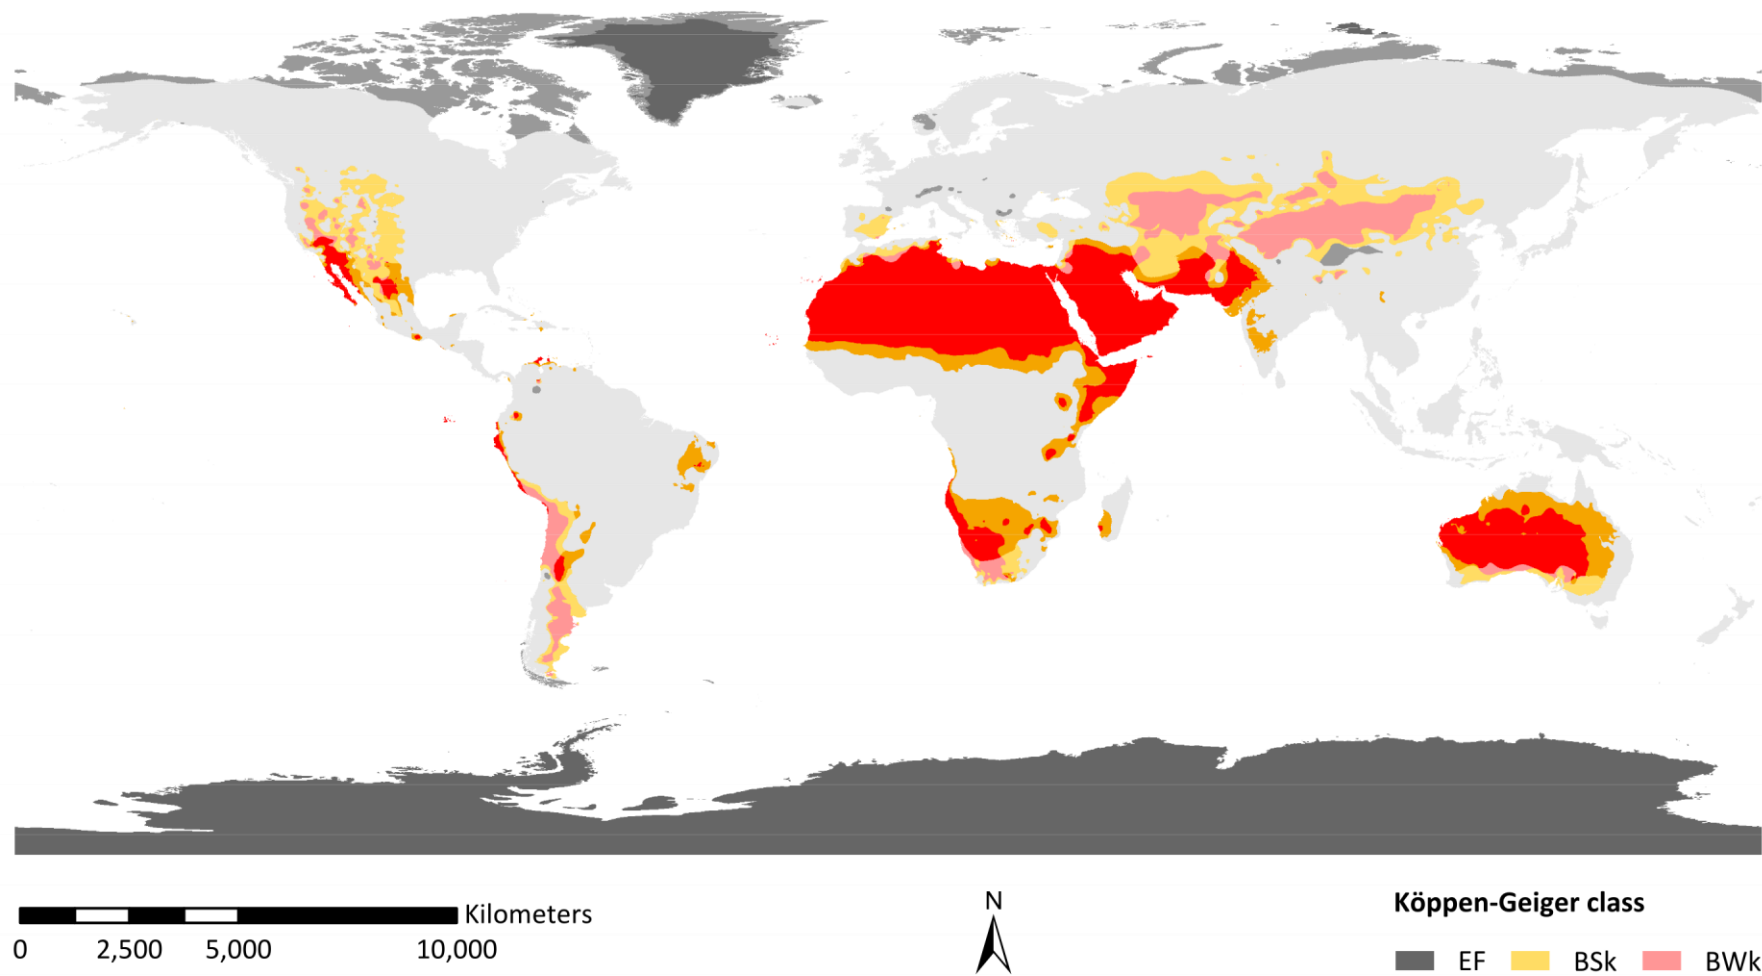 Kilometers
0 2,500 5,000 10,000
N
Köppen-Geiger class
EF BSk BWk